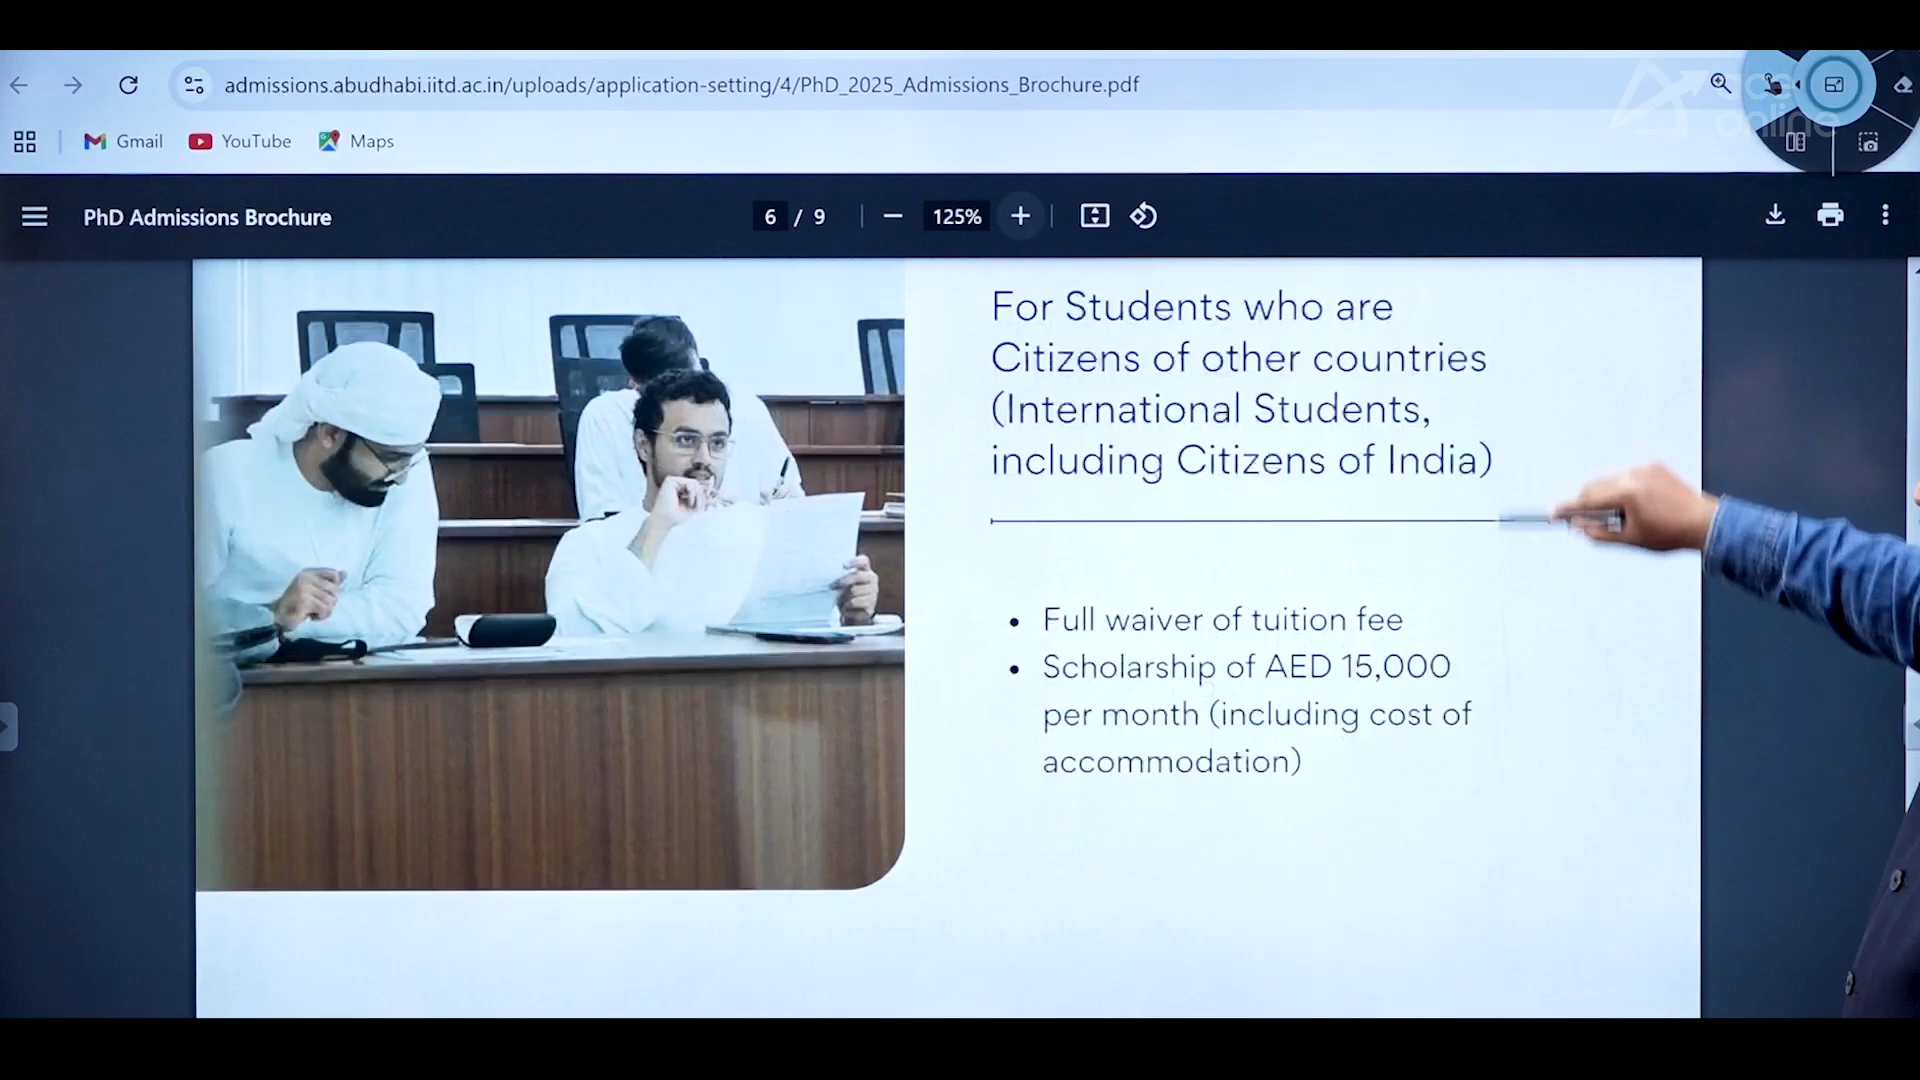 admissions.abudhabi.iitd.ac.in/uploads/application-setting/4/PhD_2025_Admissions_Brochure.pdf
ace online
Gmail YouTube Maps
PhD Admissions Brochure 6 / 9 125%
For Students who are
Citizens of other countries
(International Students,
including Citizens of India)
• Full waiver of tuition fee
• Scholarship of AED 15,000
per month (including cost of
accommodation)